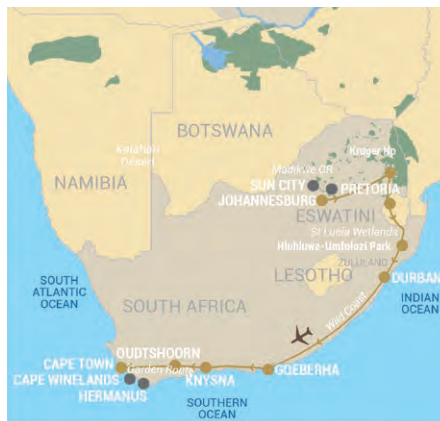 BOTSWANA
Kalahari
Desert
NAMIBIA
Kruger Np
Madikwe GR
SUN CITY
PRETORIA
JOHANNESBURG
ESWATINI
St Lucia Wetlands
Hluhluwe-Umfolozi Park
ZULULAND
LESOTHO
DURBAN
SOUTH
ATLANTIC
OCEAN
INDIAN
OCEAN
SOUTH AFRICA
Wild Coast
OUDTSHOORN
CAPE TOWN
Garden Route
CAPE WINELANDS
KNYSNA
GQEBERHA
HERMANUS
SOUTHERN
OCEAN